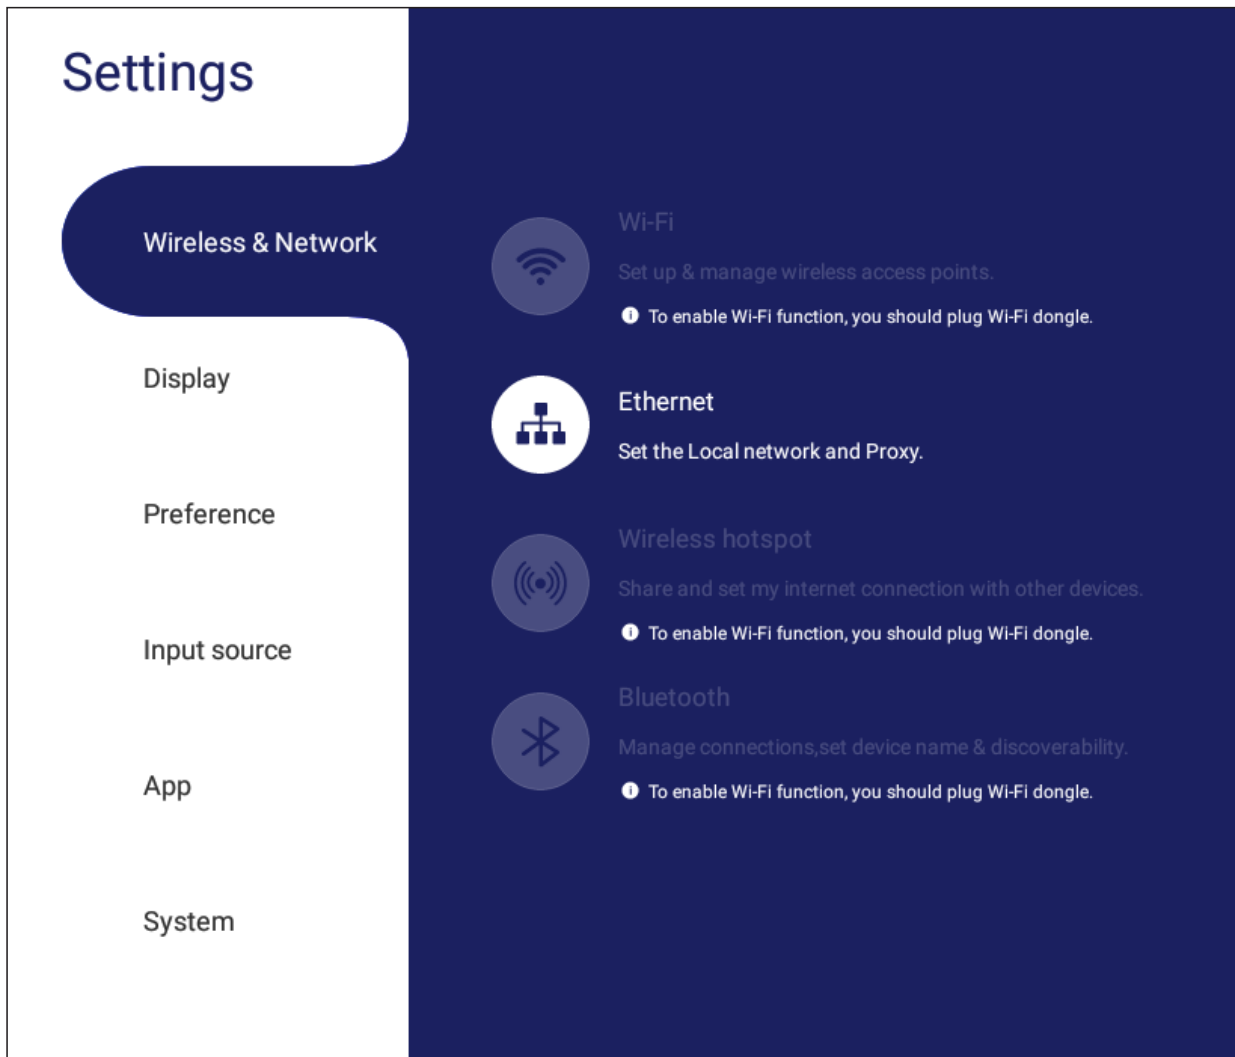 Settings
Wireless & Network
Display
Preference
Input source
App
System
Wi-Fi
Set up & manage wireless access points.
To enable Wi-Fi function, you should plug Wi-Fi dongle.
Ethernet
Set the Local network and Proxy.
Wireless hotspot
Share and set my internet connection with other devices.
To enable Wi-Fi function, you should plug Wi-Fi dongle.
Bluetooth
Manage connections,set device name & discoverability.
To enable Wi-Fi function, you should plug Wi-Fi dongle.